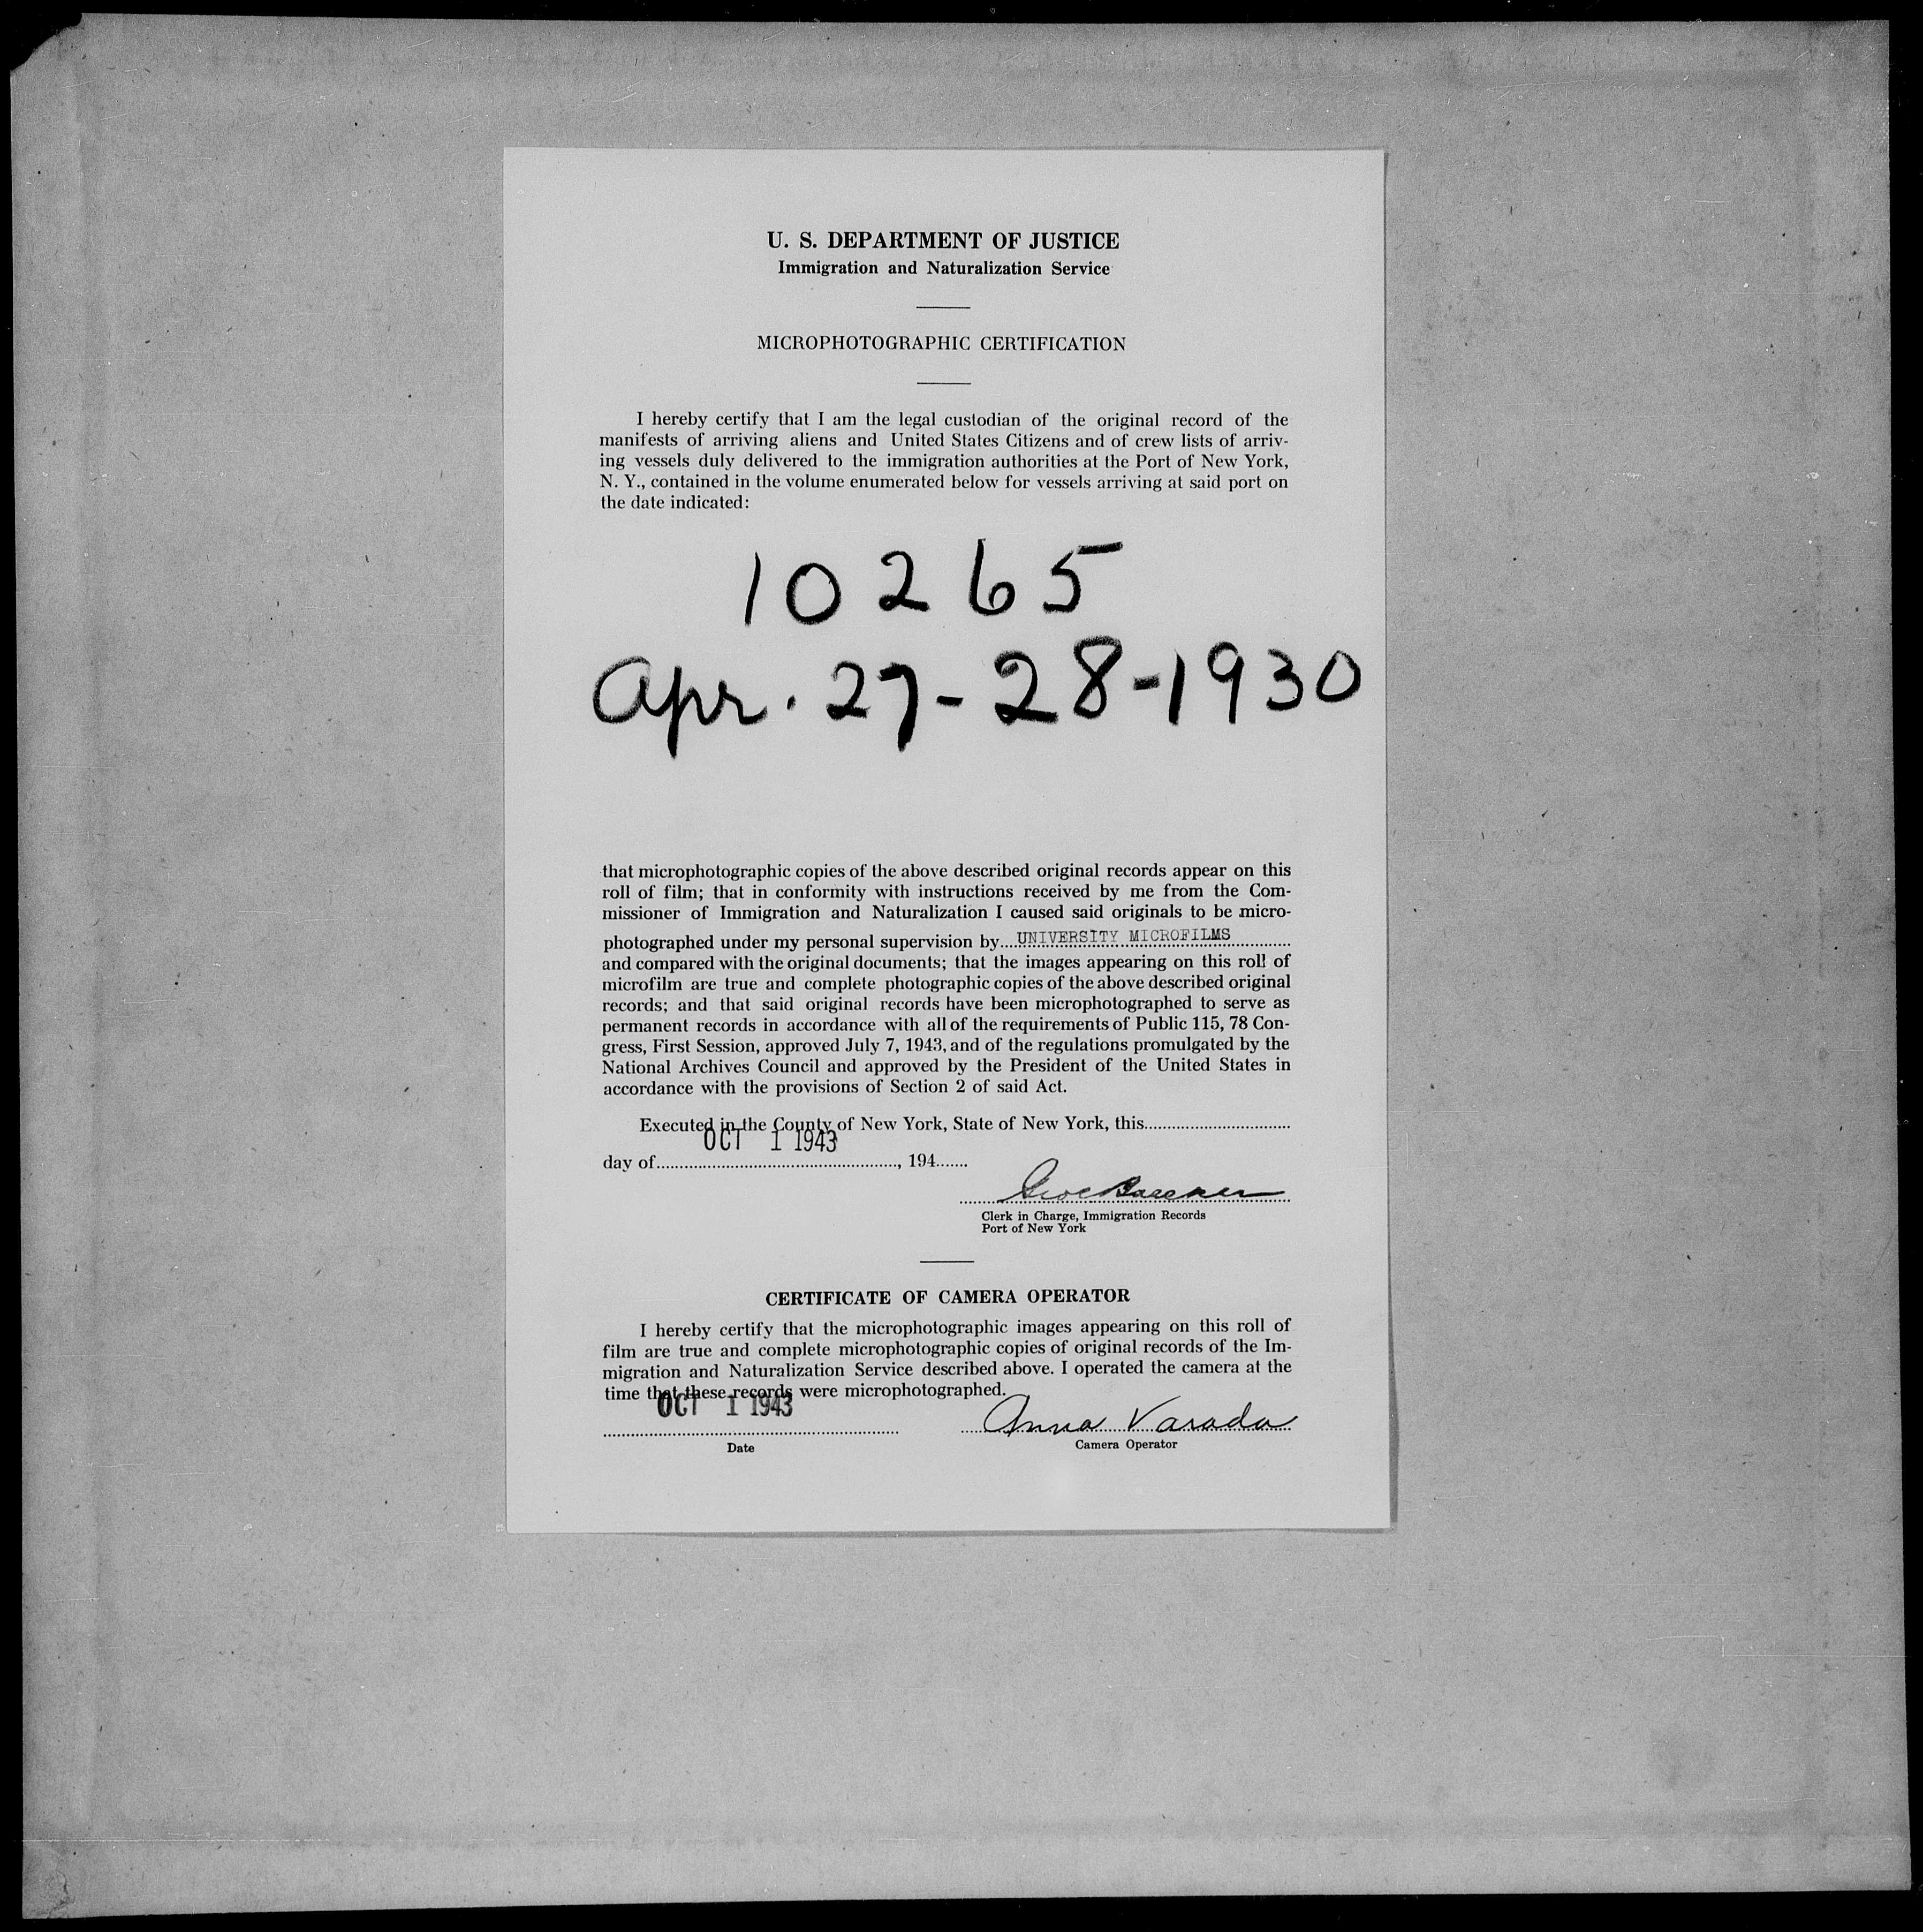 U. S. DEPARTMENT OF JUSTICE
Immigration and Naturalization Service
MICROPHOTOGRAPHIC CERTIFICATION
I hereby certify that I am the legal custodian of the original record of the
manifests of arriving aliens and United States Citizens and of crew lists of arriv-
ing vessels duly delivered to the immigration authorities at the Port of New York,
N. Y., contained in the volume enumerated below for vessels arriving at said port on
the date indicated:
10265
Apr. 27-28-1930
that microphotographic copies of the above described original records appear on this
roll of film; that in conformity with instructions received by me from the Com-
missioner of Immigration and Naturalization I caused said originals to be micro-
photographed under my personal supervision by....UNIVERSITY MICROFILMS............
and compared with the original documents; that the images appearing on this roll of
microfilm are true and complete photographic copies of the above described original
records; and that said original records have been microphotographed to serve as
permanent records in accordance with all of the requirements of Public 115, 78 Con-
gress, First Session, approved July 7, 1943, and of the regulations promulgated by the
National Archives Council and approved by the President of the United States in
accordance with the provisions of Section 2 of said Act.
Executed in the County of New York, State of New York, this................................
OCT 1 1943
day of....................................................., 194.......
Clerk in Charge, Immigration Records
Port of New York
CERTIFICATE OF CAMERA OPERATOR
I hereby certify that the microphotographic images appearing on this roll of
film are true and complete microphotographic copies of original records of the Im-
migration and Naturalization Service described above. I operated the camera at the
time that these records were microphotographed.
OCT 1 1943
Anna Varada
Date
Camera Operator